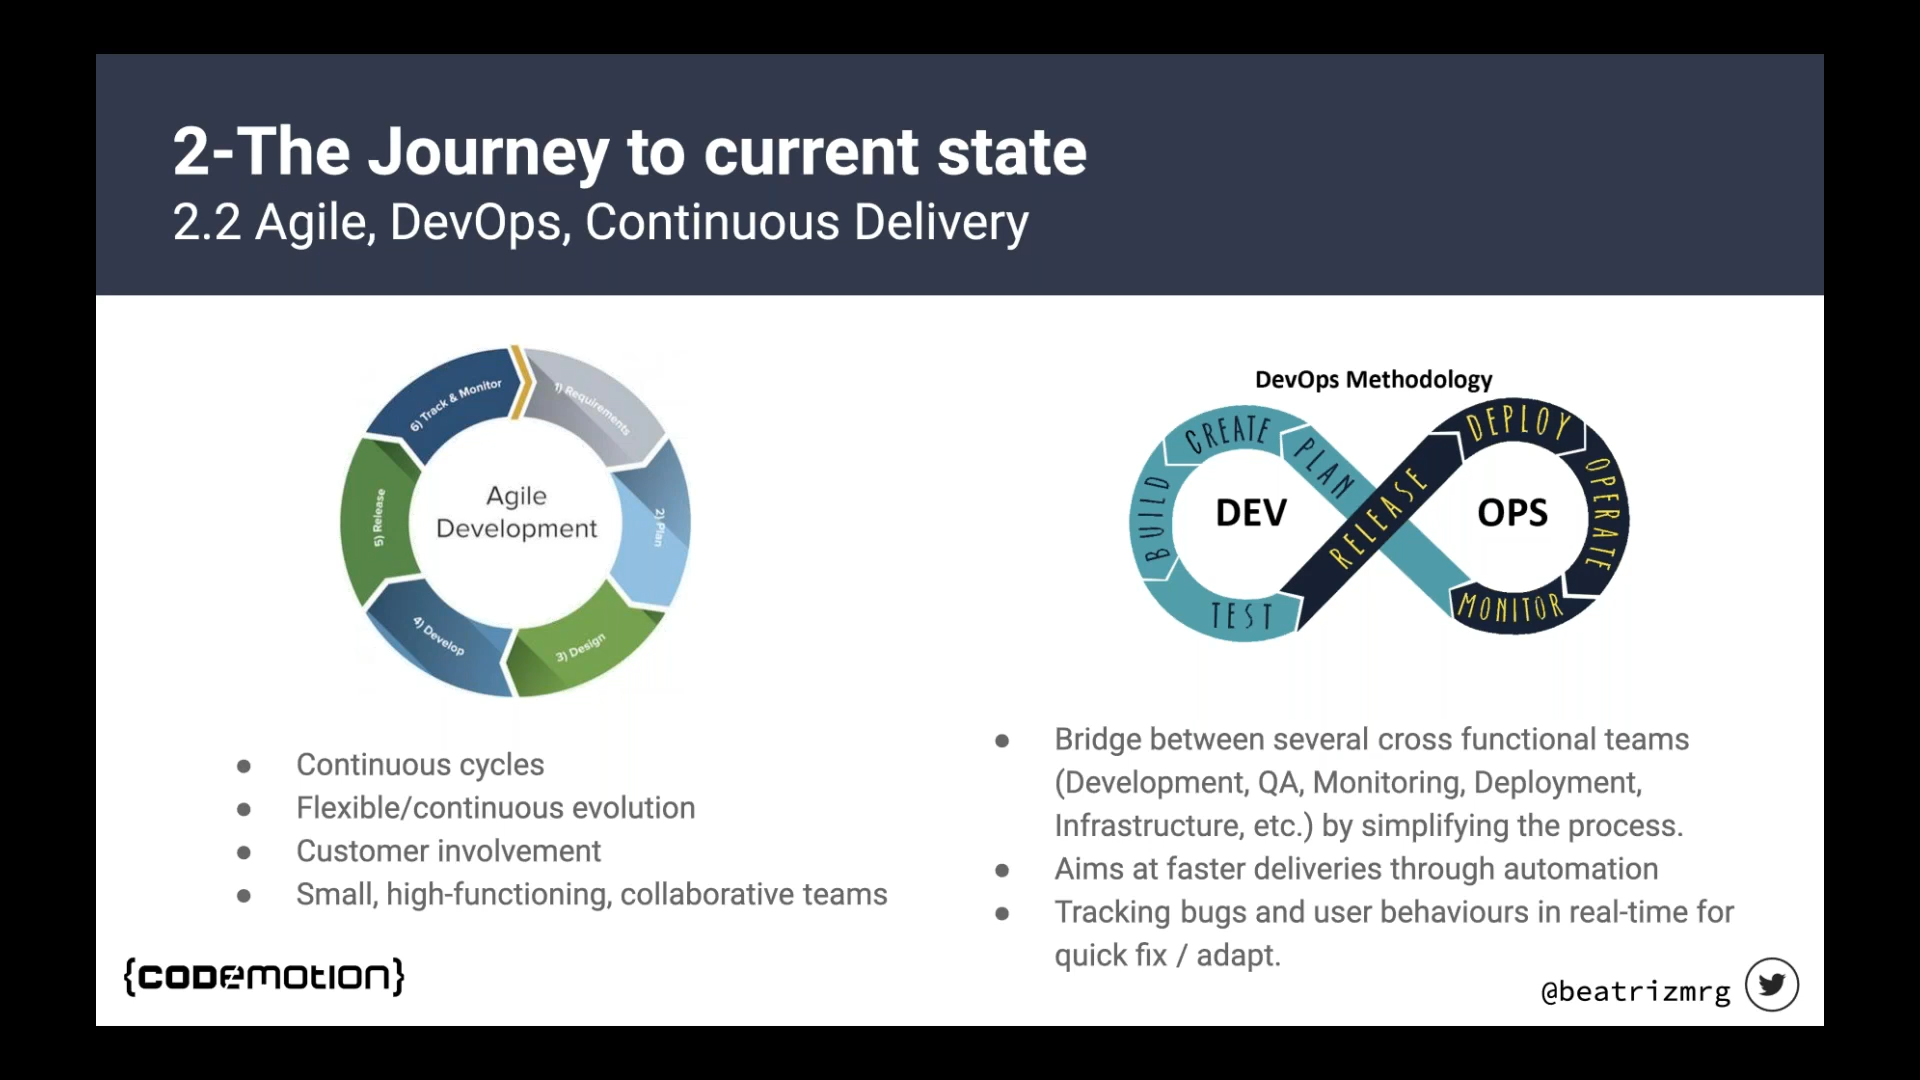 2-The Journey to current state
2.2 Agile, DevOps, Continuous Delivery
1) Requirements
2) Plan
3) Design
4) Develop
5) Release
6) Track & Monitor
Agile
Development
● Continuous cycles
● Flexible/continuous evolution
● Customer involvement
● Small, high-functioning, collaborative teams
DevOps Methodology
CREATE
PLAN
BUILD
TEST
DEV
RELEASE
DEPLOY
OPERATE
MONITOR
OPS
● Bridge between several cross functional teams
(Development, QA, Monitoring, Deployment,
Infrastructure, etc.) by simplifying the process.
● Aims at faster deliveries through automation
● Tracking bugs and user behaviours in real-time for
quick fix / adapt.
{CODEMOTION}
@beatrizmrg